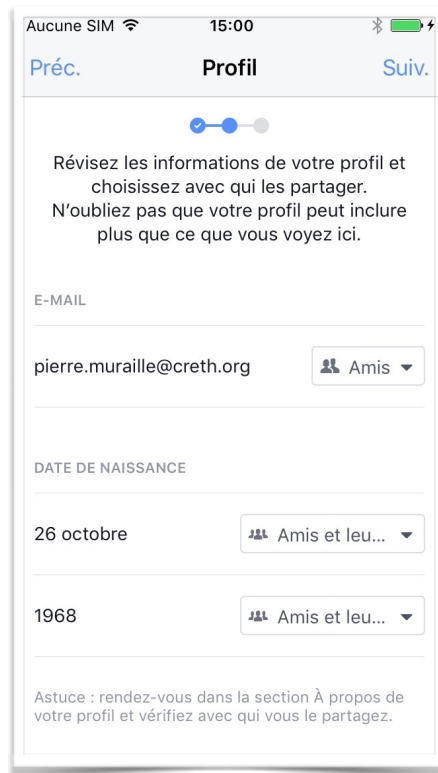 Aucune SIM 15:00
Préc. Profil Suiv.
Révisez les informations de votre profil et
choisissez avec qui les partager.
N’oubliez pas que votre profil peut inclure
plus que ce que vous voyez ici.
E-MAIL
pierre.muraille@creth.org Amis
DATE DE NAISSANCE
26 octobre Amis et leu...
1968 Amis et leu...
Astuce : rendez-vous dans la section À propos de
votre profil et vérifiez avec qui vous le partagez.